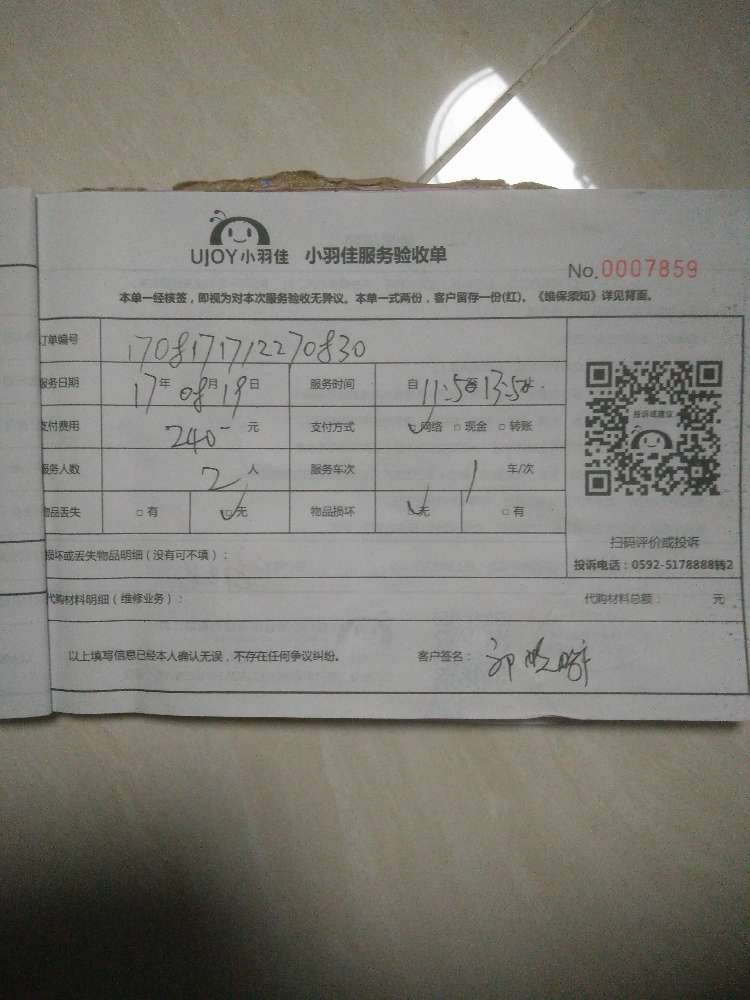 UJOY小羽佳 小羽佳服务验收单
No.0007859
本单一经核签，即视为对本次服务验收无异议。本单一式两份，客户留存一份(红)。《维保须知》详见背面。
订单编号 1708171712270830
服务日期 17年08月19日 服务时间 自11:50至13:50止
支付费用 240-元 支付方式 网络 □现金 □转账
服务人数 2人 服务车次 1 车/次
物品丢失 □有 □无 物品损坏 □无 □有
投诉或建议
扫码评价或投诉
投诉电话：0592-5178888转2
损坏或丢失物品明细（没有可不填）：
代购材料明细（维修业务）： 代购材料总额： 元
以上填写信息已经本人确认无误，不存在任何争议纠纷。 客户签名：